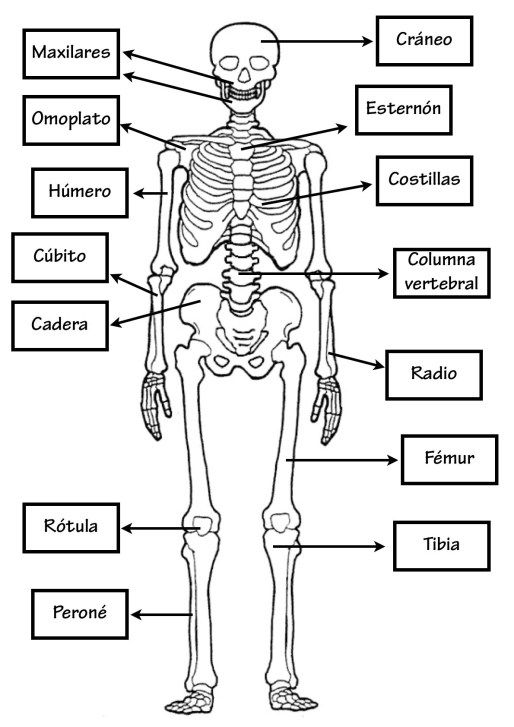 Maxilares
Cráneo
Omoplato
Esternón
Húmero
Costillas
Cúbito
Columna
vertebral
Cadera
Radio
Fémur
Rótula
Tibia
Peroné